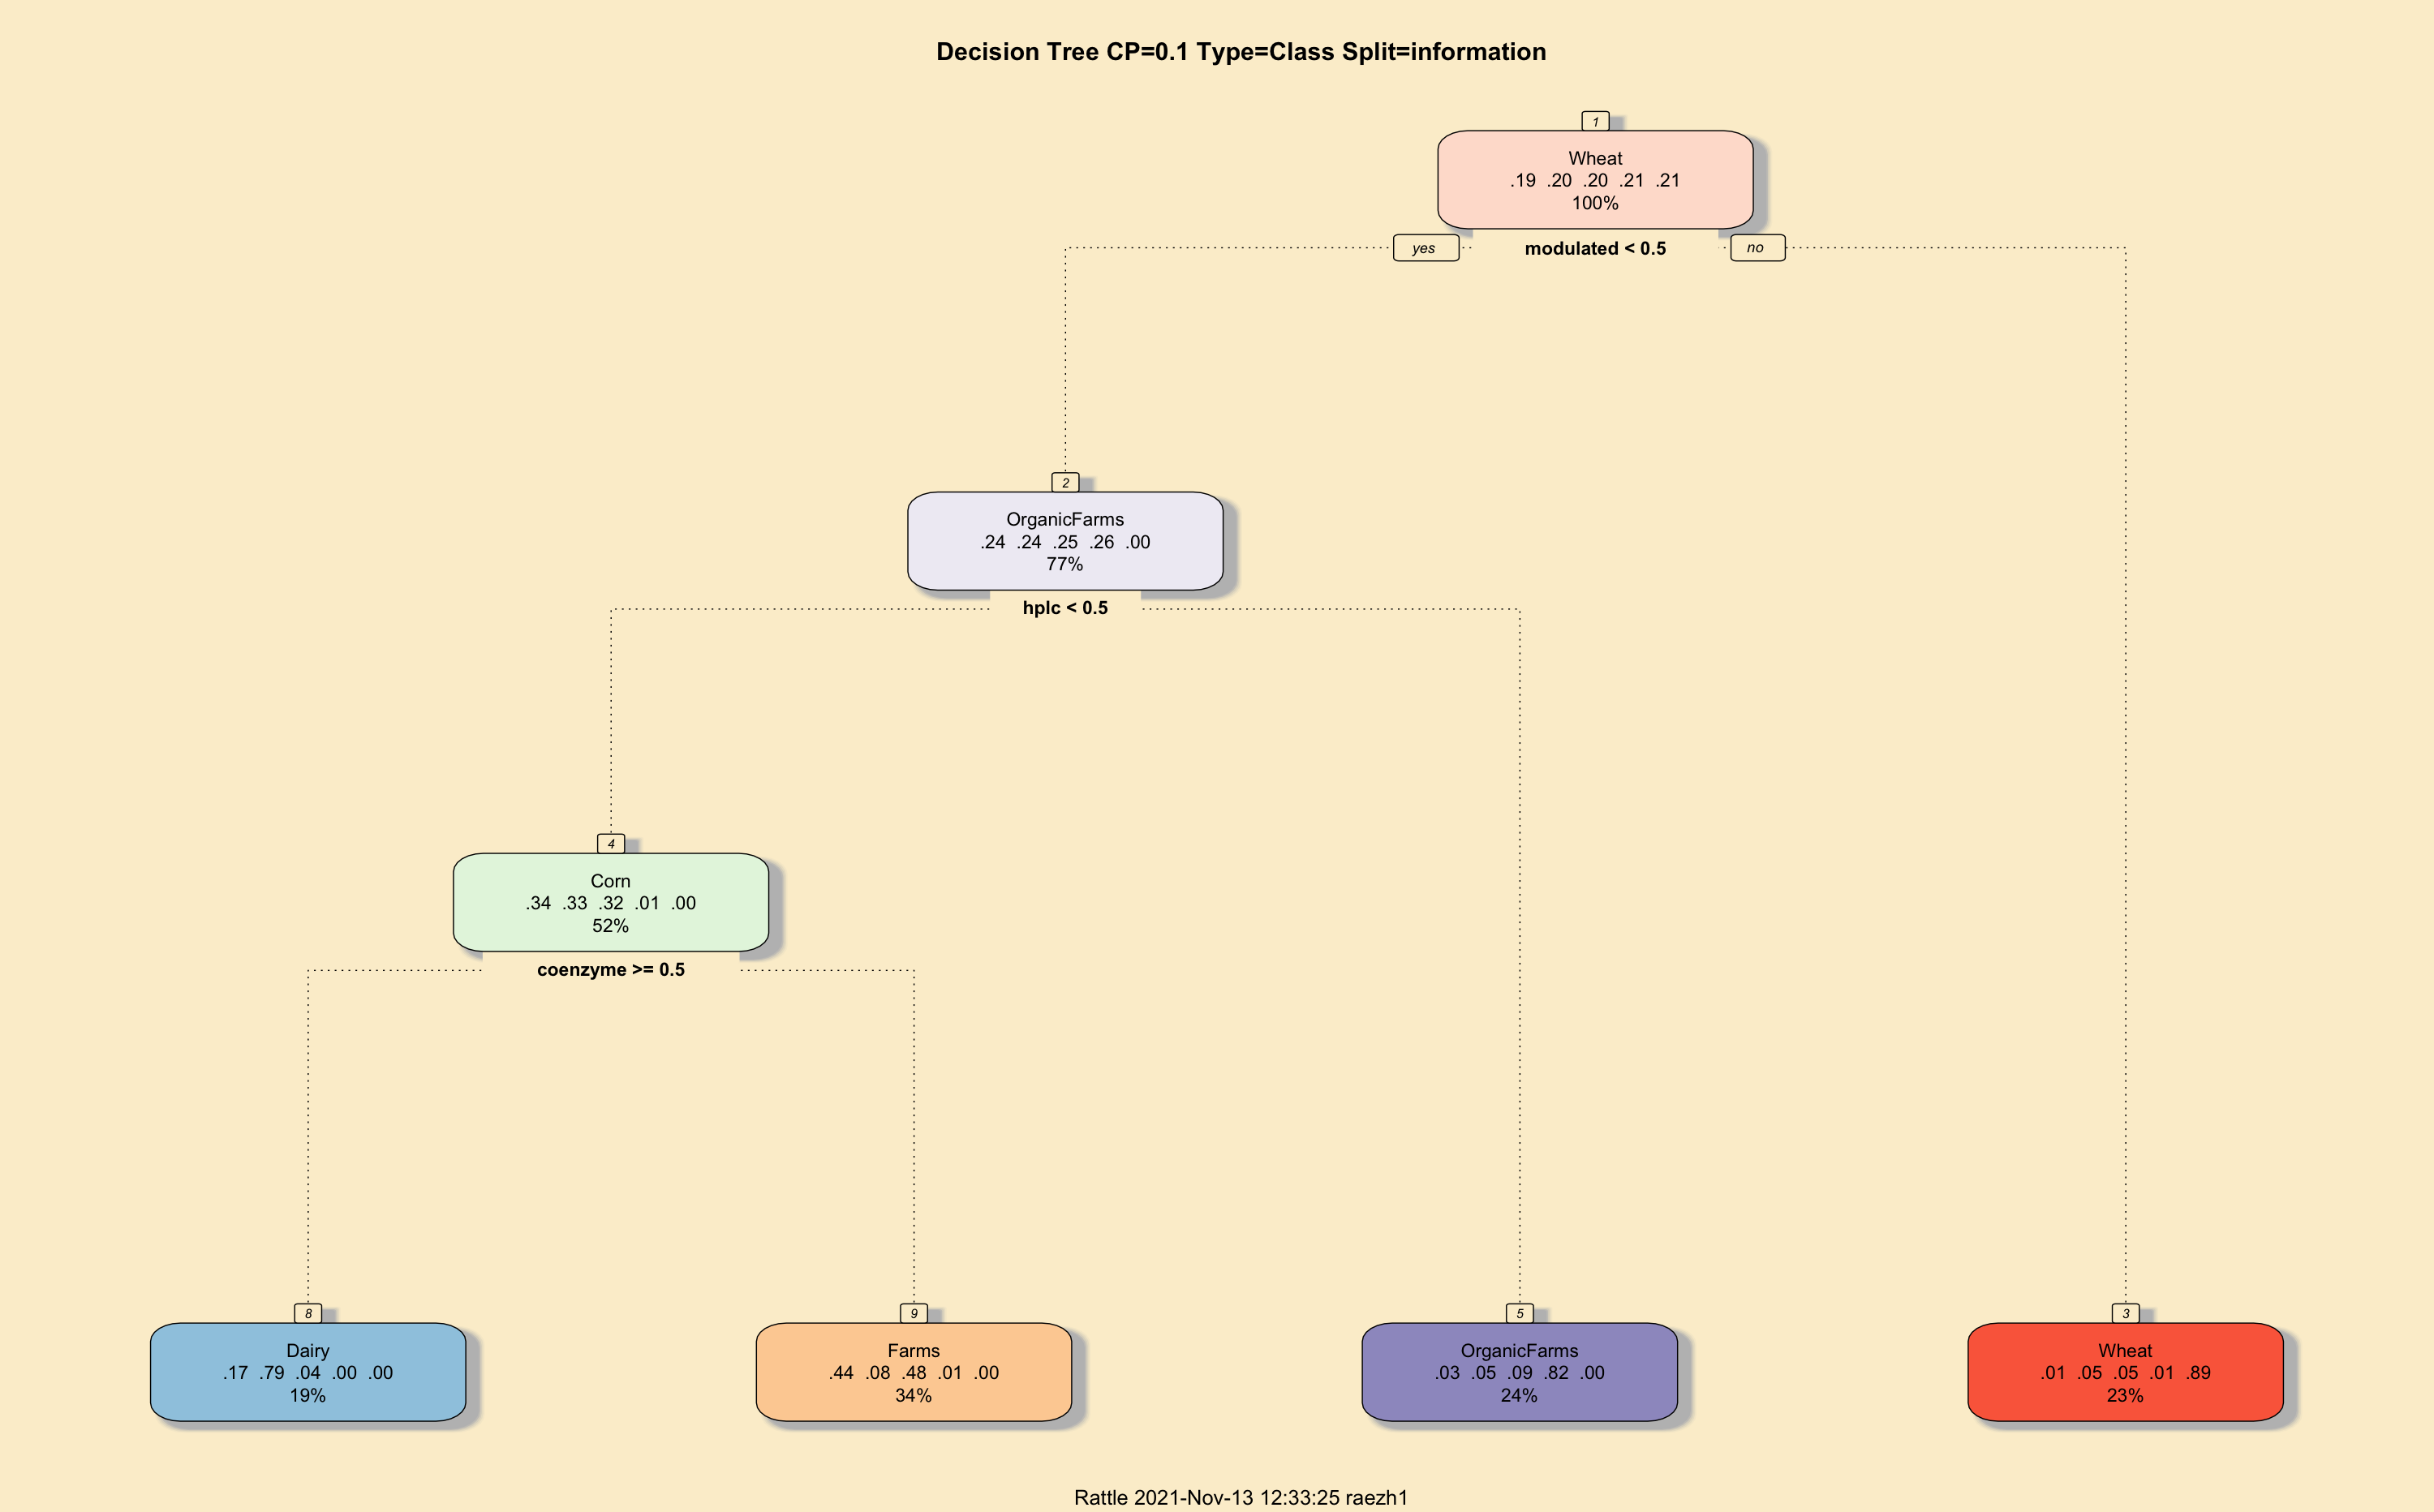 Decision Tree CP=0.1 Type=Class Split=information
1
Wheat
.19 .20 .20 .21 .21
100%
yes modulated < 0.5 no
2
OrganicFarms
.24 .24 .25 .26 .00
77%
hplc < 0.5
4
Corn
.34 .33 .32 .01 .00
52%
coenzyme >= 0.5
8
Dairy
.17 .79 .04 .00 .00
19%
9
Farms
.44 .08 .48 .01 .00
34%
5
OrganicFarms
.03 .05 .09 .82 .00
24%
3
Wheat
.01 .05 .05 .01 .89
23%
Rattle 2021-Nov-13 12:33:25 raezh1